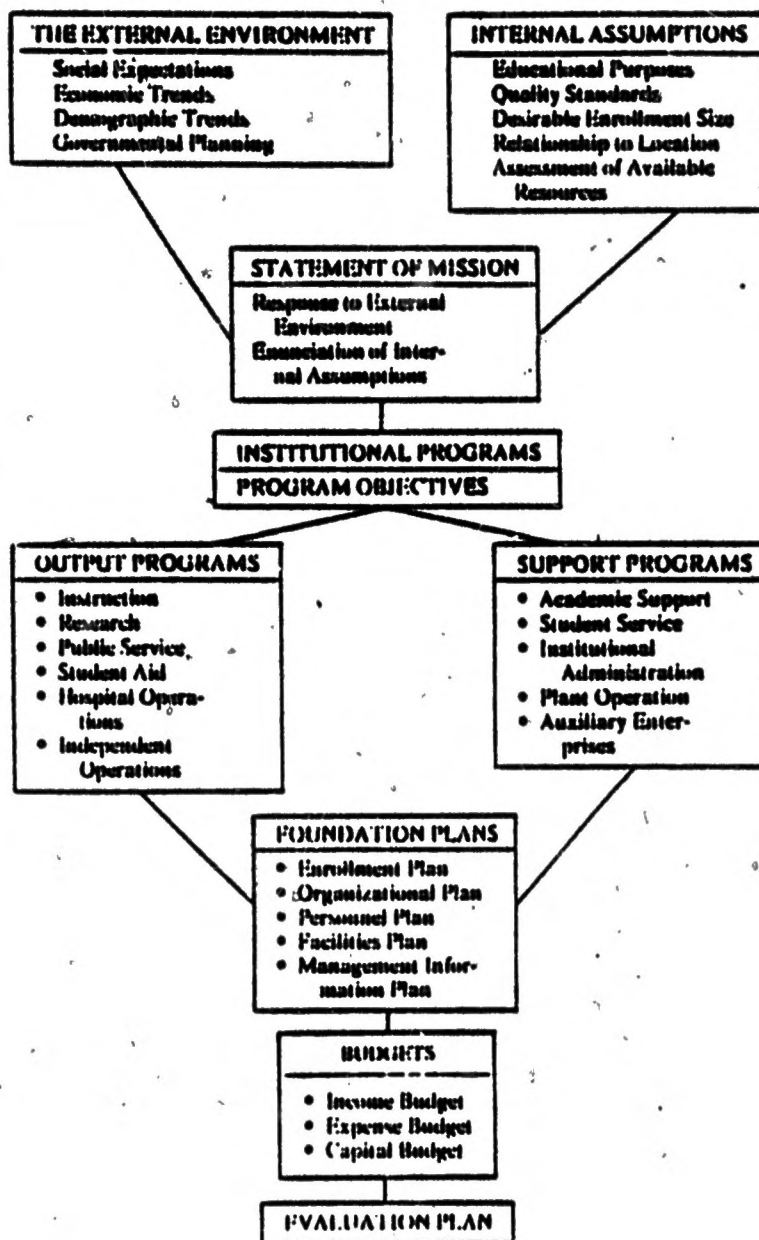 THE EXTERNAL ENVIRONMENT
Social Expectations
Economic Trends
Demographic Trends
Governmental Planning
INTERNAL ASSUMPTIONS
Educational Purposes
Quality Standards
Desirable Enrollment Size
Relationship to Location
Assessment of Available
Resources
STATEMENT OF MISSION
Response to External
Environment
Enunciation of Inter-
nal Assumptions
INSTITUTIONAL PROGRAMS
PROGRAM OBJECTIVES
OUTPUT PROGRAMS
• Instruction
• Research
• Public Service
• Student Aid
• Hospital Opera-
tions
• Independent
Operations
SUPPORT PROGRAMS
• Academic Support
• Student Service
• Institutional
Administration
• Plant Operation
• Auxiliary Enter-
prises
FOUNDATION PLANS
• Enrollment Plan
• Organizational Plan
• Personnel Plan
• Facilities Plan
• Management Infor-
mation Plan
BUDGETS
• Income Budget
• Expense Budget
• Capital Budget
EVALUATION PLAN